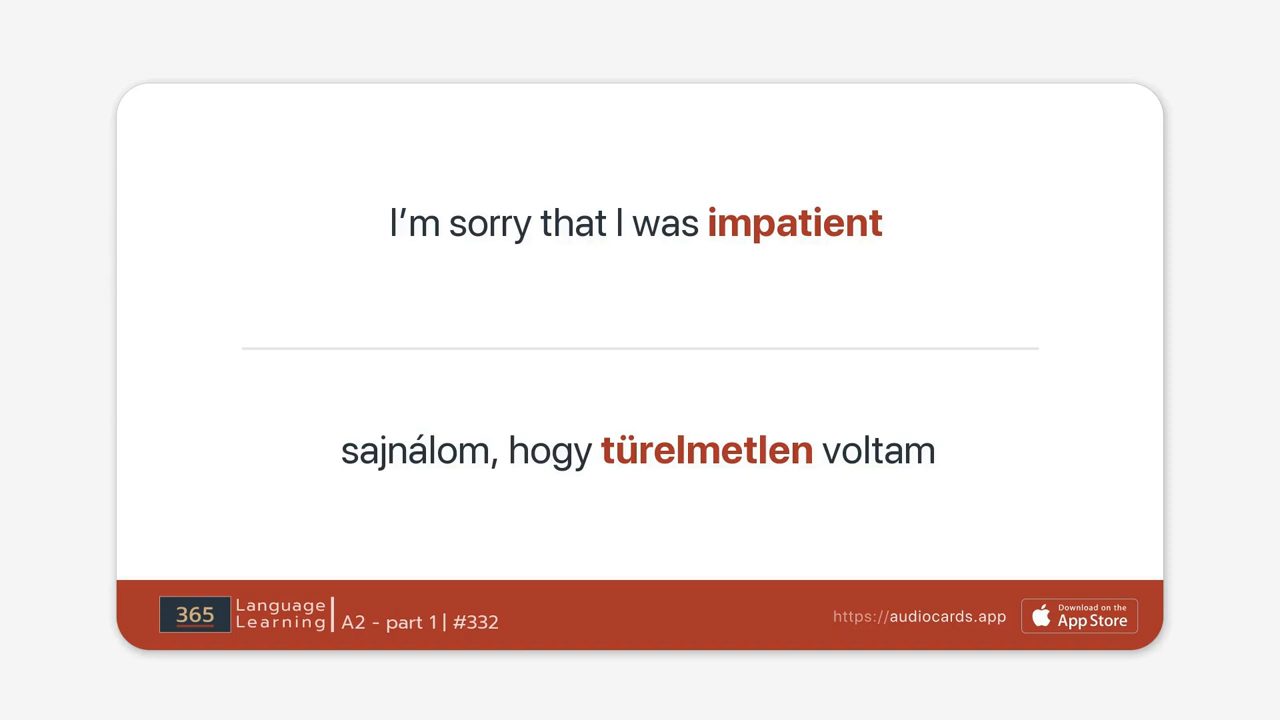 I’m sorry that I was impatient
sajnálom, hogy türelmetlen voltam
365
Language
Learning
A2 - part 1 | #332
https://audiocards.app
Download on the
App Store